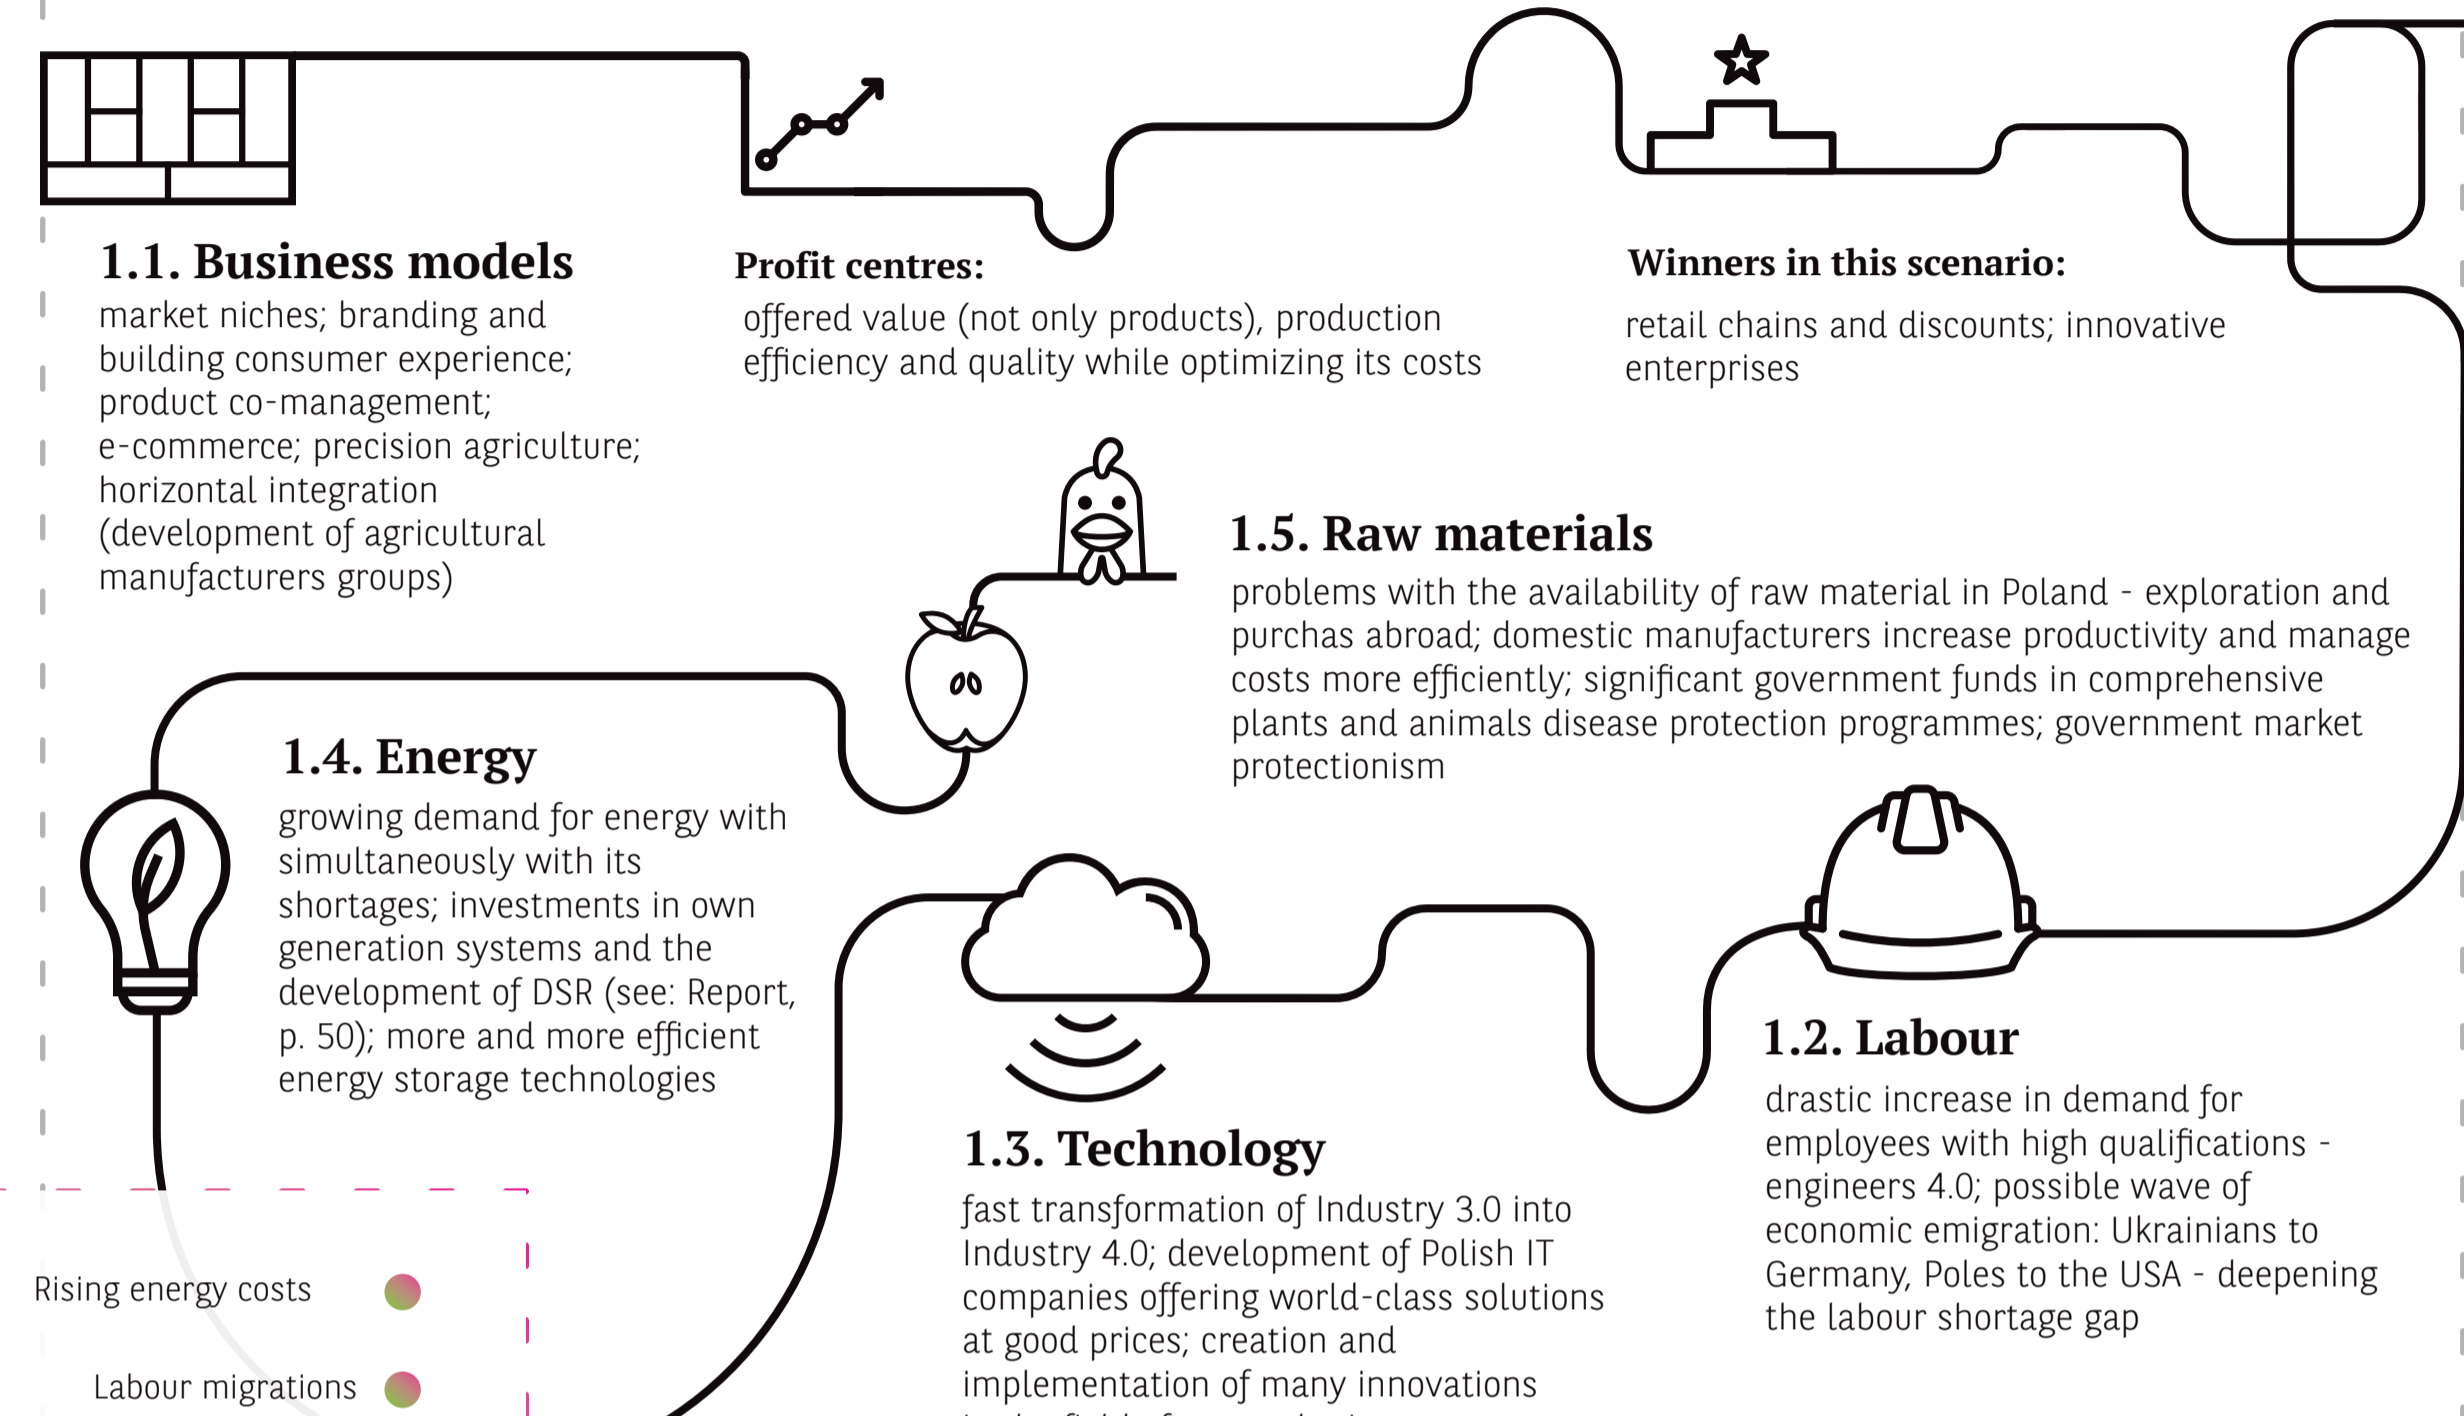 1.1. Business models
market niches; branding and
building consumer experience;
product co-management;
e-commerce; precision agriculture;
horizontal integration
(development of agricultural
manufacturers groups)
Profit centres:
offered value (not only products), production
efficiency and quality while optimizing its costs
Winners in this scenario:
retail chains and discounts; innovative
enterprises
1.5. Raw materials
problems with the availability of raw material in Poland - exploration and
purchas abroad; domestic manufacturers increase productivity and manage
costs more efficiently; significant government funds in comprehensive
plants and animals disease protection programmes; government market
protectionism
1.4. Energy
growing demand for energy with
simultaneously with its
shortages; investments in own
generation systems and the
development of DSR (see: Report,
p. 50); more and more efficient
energy storage technologies
1.2. Labour
drastic increase in demand for
employees with high qualifications -
engineers 4.0; possible wave of
economic emigration: Ukrainians to
Germany, Poles to the USA - deepening
the labour shortage gap
1.3. Technology
fast transformation of Industry 3.0 into
Industry 4.0; development of Polish IT
companies offering world-class solutions
at good prices; creation and
implementation of many innovations
Rising energy costs
Labour migrations